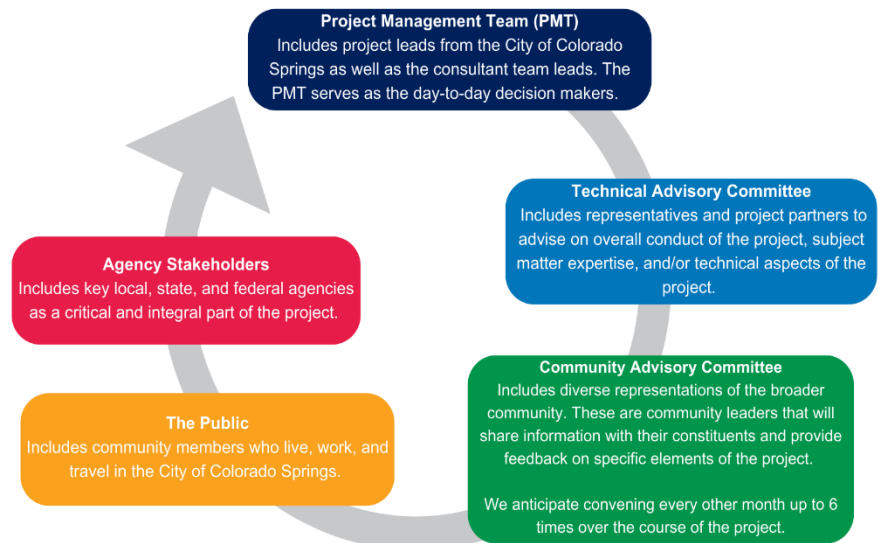 Project Management Team (PMT)
Includes project leads from the City of Colorado
Springs as well as the consultant team leads. The
PMT serves as the day-to-day decision makers.
Technical Advisory Committee
Includes representatives and project partners to
advise on overall conduct of the project, subject
matter expertise, and/or technical aspects of the
project.
Community Advisory Committee
Includes diverse representations of the broader
community. These are community leaders that will
share information with their constituents and provide
feedback on specific elements of the project.
We anticipate convening every other month up to 6
times over the course of the project.
The Public
Includes community members who live, work, and
travel in the City of Colorado Springs.
Agency Stakeholders
Includes key local, state, and federal agencies
as a critical and integral part of the project.